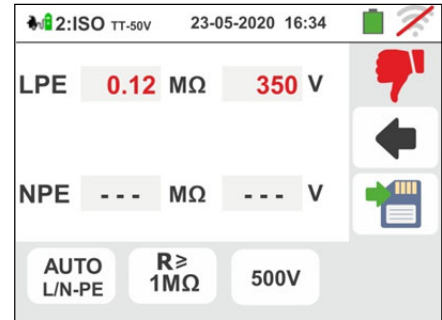 2:ISO TT-50V 23-05-2020 16:34
LPE 0.12 MΩ 350 V
NPE - - - MΩ - - - V
AUTO R≥ 500V
L/N-PE 1MΩ